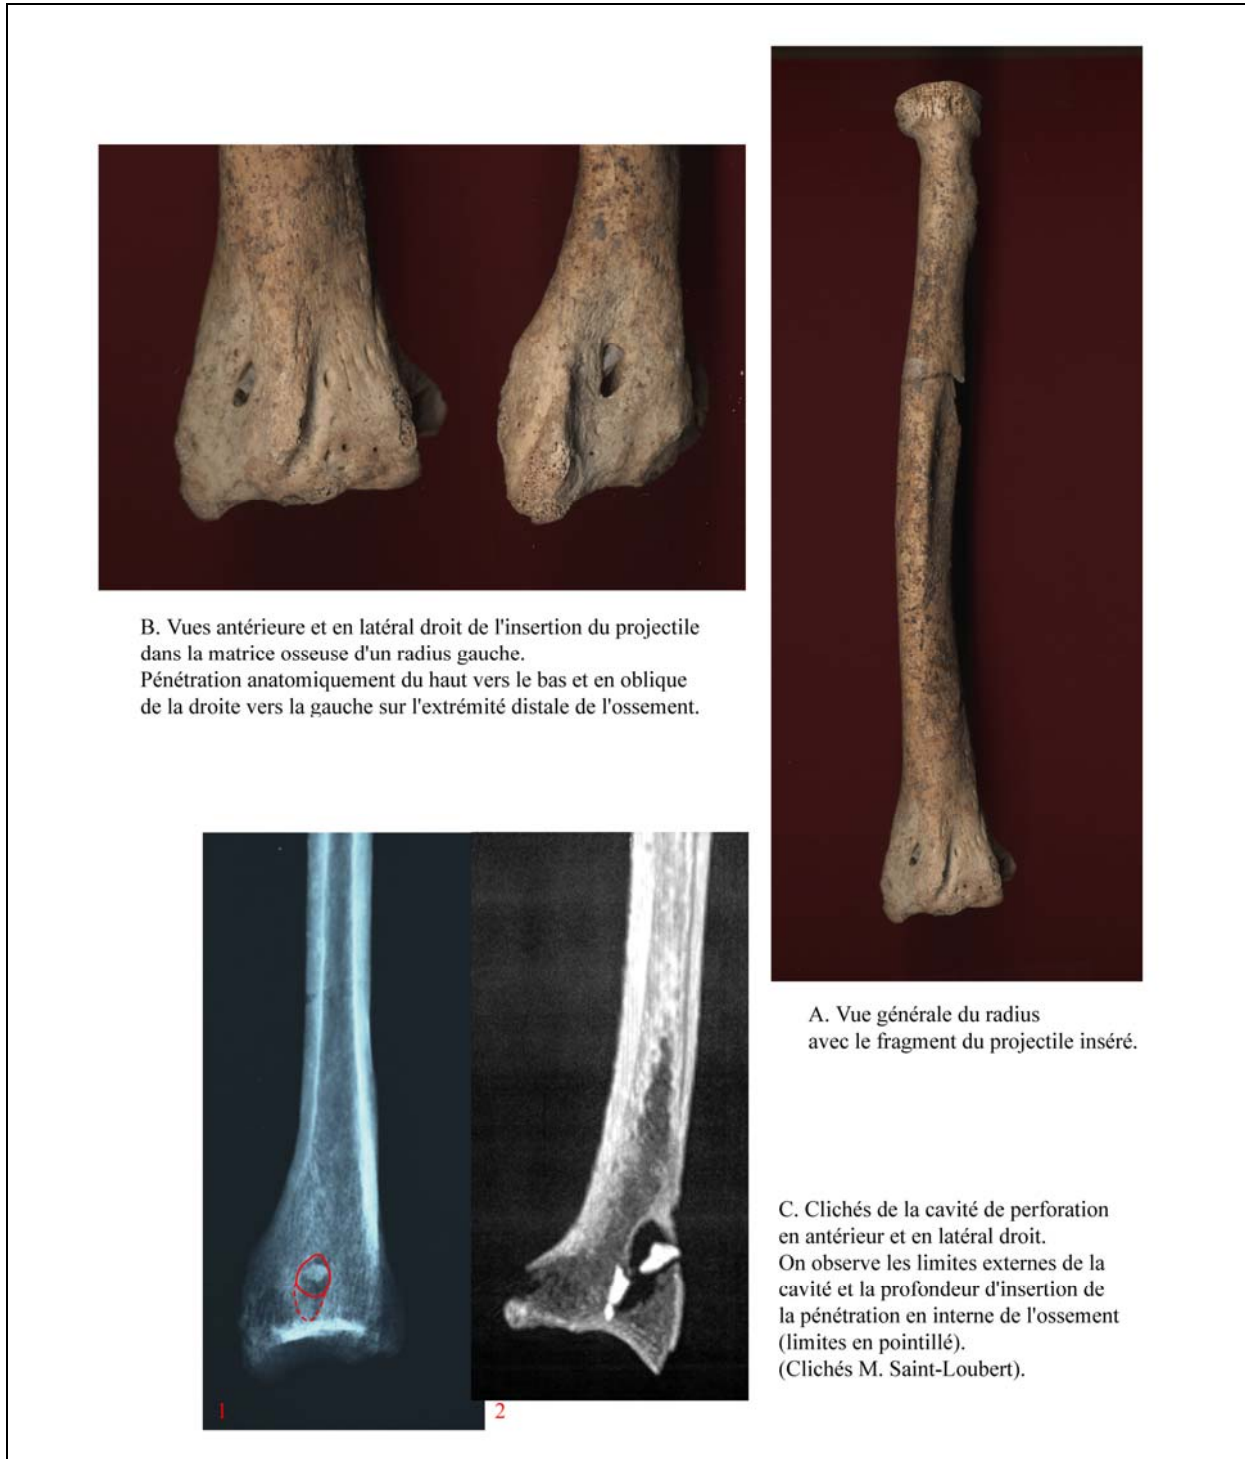 B. Vues antérieure et en latéral droit de l'insertion du projectile
dans la matrice osseuse d'un radius gauche.
Pénétration anatomiquement du haut vers le bas et en oblique
de la droite vers la gauche sur l'extrémité distale de l'ossement.
A. Vue générale du radius
avec le fragment du projectile inséré.
C. Clichés de la cavité de perforation
en antérieur et en latéral droit.
On observe les limites externes de la
cavité et la profondeur d'insertion de
la pénétration en interne de l'ossement
(limites en pointillé).
(Clichés M. Saint-Loubert).
1
2